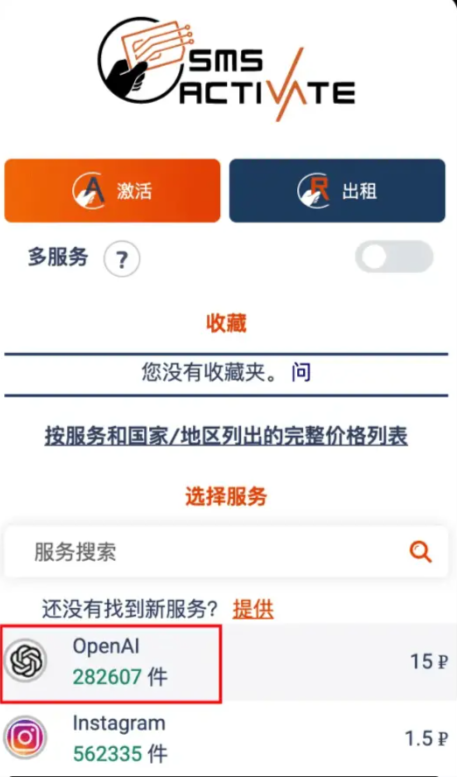 SMS
ACTIVATE
激活
出租
多服务 ?
收藏
您没有收藏夹。 问
按服务和国家/地区列出的完整价格列表
选择服务
服务搜索
还没有找到新服务? 提供
OpenAI
282607 件
15 ₽
Instagram
562335 件
1.5 ₽